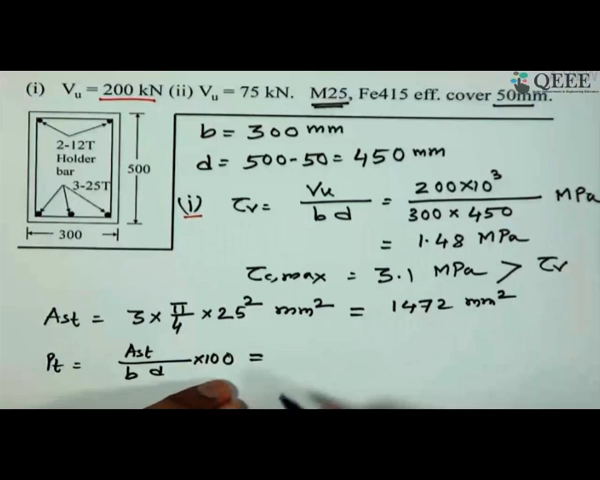 QEEE
(i) Vu = 200 kN (ii) Vu = 75 kN. M25, Fe415 eff. cover 50mm.
2-12T
Holder
bar
3-25T
500
300
b = 300 mm
d = 500-50 = 450 mm
(i) τv = Vu / b d = 200×10³ / 300 × 450 MPa
= 1.48 MPa
τc,max = 3.1 MPa > τv
Ast = 3 × π/4 × 25² mm² = 1472 mm²
Pt = Ast / b d ×100 =